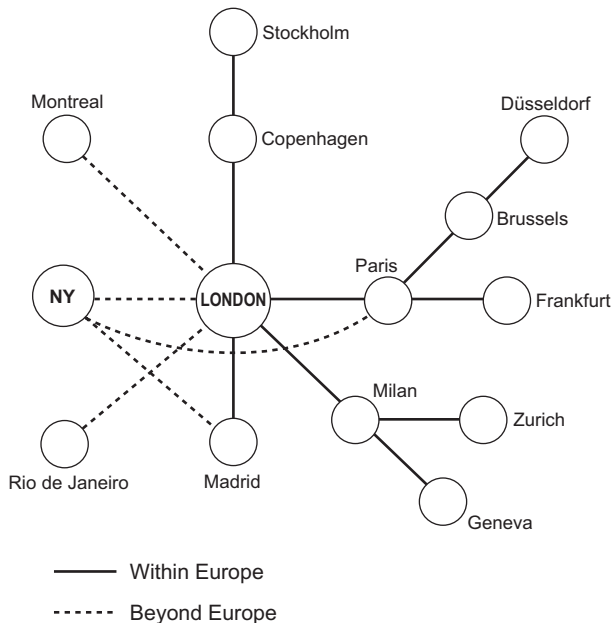 Stockholm
Montreal
Düsseldorf
Copenhagen
Brussels
Paris
NY
LONDON
Frankfurt
Milan
Zurich
Rio de Janeiro
Madrid
Geneva
Within Europe
Beyond Europe